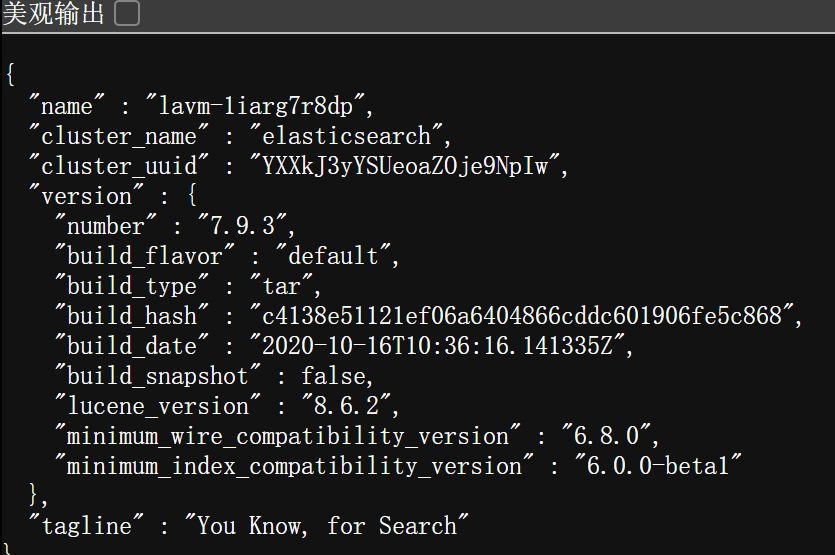 美观输出
{
"name" : "lavm-1iarg7r8dp",
"cluster_name" : "elasticsearch",
"cluster_uuid" : "YXXkJ3yYSUeoaZOje9NpIw",
"version" : {
"number" : "7.9.3",
"build_flavor" : "default",
"build_type" : "tar",
"build_hash" : "c4138e51121ef06a6404866cddc601906fe5c868",
"build_date" : "2020-10-16T10:36:16.141335Z",
"build_snapshot" : false,
"lucene_version" : "8.6.2",
"minimum_wire_compatibility_version" : "6.8.0",
"minimum_index_compatibility_version" : "6.0.0-beta1"
},
"tagline" : "You Know, for Search"
}